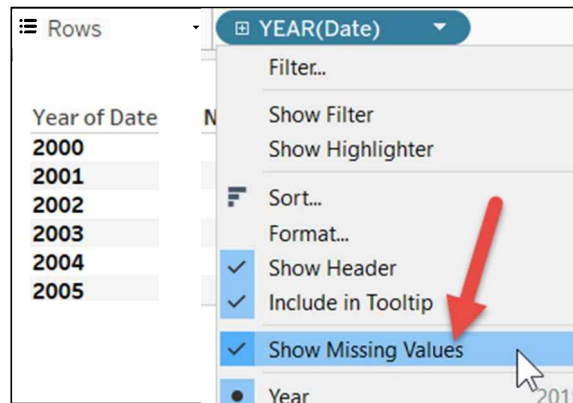 Rows
YEAR(Date)
Filter...
Year of Date N
Show Filter
2000
Show Highlighter
2001
2002
Sort...
2003
Format...
2004
Show Header
2005
Include in Tooltip
Show Missing Values
Year 2015